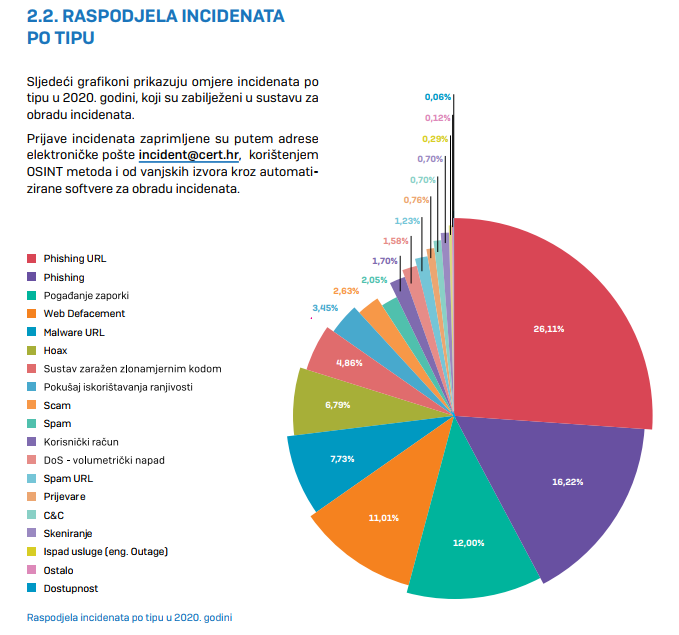 2.2. RASPODJELA INCIDENATA
PO TIPU
Sljedeći grafikoni prikazuju omjere incidenata po
tipu u 2020. godini, koji su zabilježeni u sustavu za
obradu incidenata.
Prijave incidenata zaprimljene su putem adrese
elektroničke pošte incident@cert.hr, korištenjem
OSINT metoda i od vanjskih izvora kroz automati-
zirane softvere za obradu incidenata.
Phishing URL
Phishing
Pogađanje zaporki
Web Defacement
Malware URL
Hoax
Sustav zaražen zlonamjernim kodom
Pokušaj iskorištavanja ranjivosti
Scam
Spam
Korisnički račun
DoS - volumetrički napad
Spam URL
Prijevare
C&C
Skeniranje
Ispad usluge (eng. Outage)
Ostalo
Dostupnost
0,06%
0,12%
0,29%
0,70%
0,70%
0,76%
1,23%
1,58%
1,70%
2,05%
2,63%
3,45%
4,86%
6,79%
7,73%
11,01%
12,00%
16,22%
26,11%
Raspodjela incidenata po tipu u 2020. godini